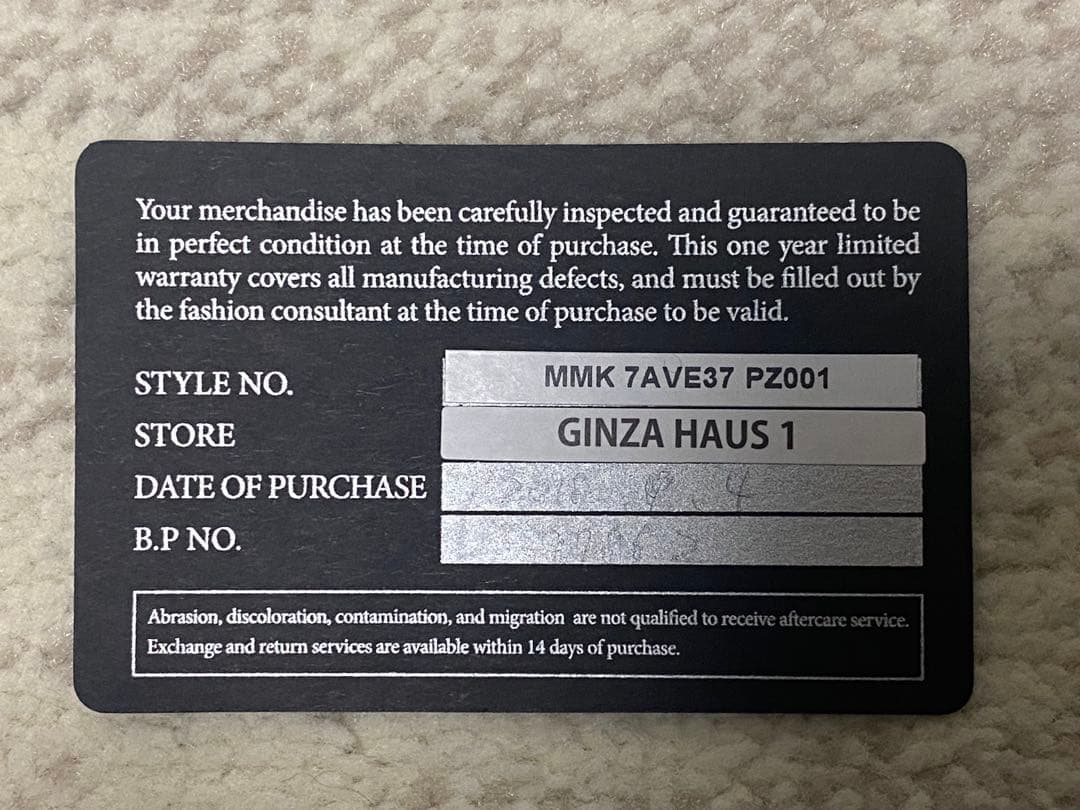 Your merchandise has been carefully inspected and guaranteed to be
in perfect condition at the time of purchase. This one year limited
warranty covers all manufacturing defects, and must be filled out by
the fashion consultant at the time of purchase to be valid.
STYLE NO. MMK 7AVE37 PZ001
STORE GINZA HAUS 1
DATE OF PURCHASE
B.P NO.
Abrasion, discoloration, contamination, and migration are not qualified to receive aftercare service.
Exchange and return services are available within 14 days of purchase.